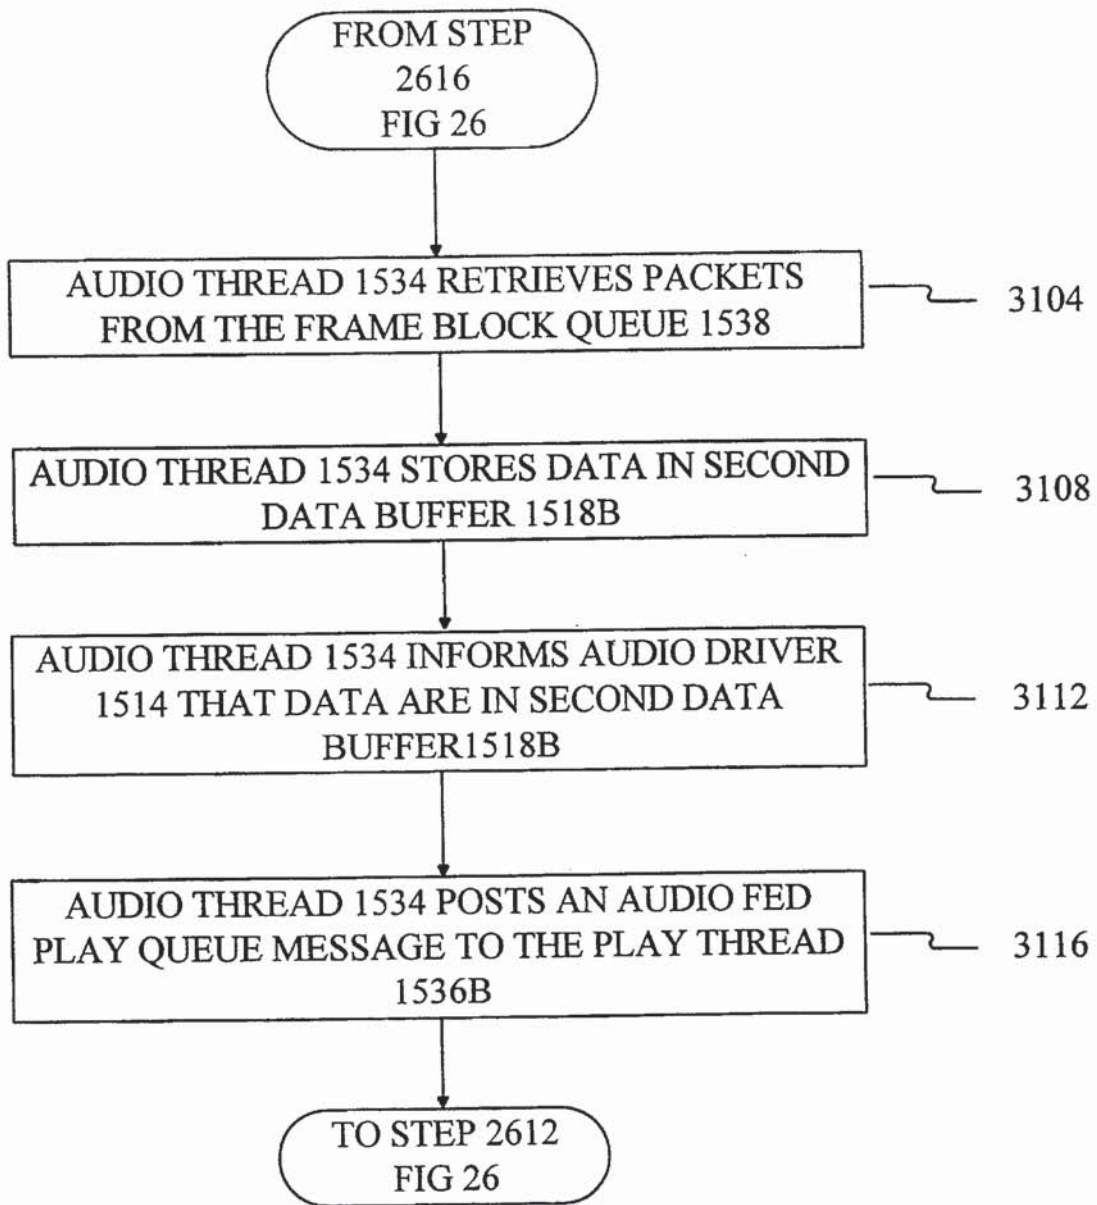 FROM STEP
2616
FIG 26
AUDIO THREAD 1534 RETRIEVES PACKETS
FROM THE FRAME BLOCK QUEUE 1538
3104
AUDIO THREAD 1534 STORES DATA IN SECOND
DATA BUFFER 1518B
3108
AUDIO THREAD 1534 INFORMS AUDIO DRIVER
1514 THAT DATA ARE IN SECOND DATA
BUFFER1518B
3112
AUDIO THREAD 1534 POSTS AN AUDIO FED
PLAY QUEUE MESSAGE TO THE PLAY THREAD
1536B
3116
TO STEP 2612
FIG 26